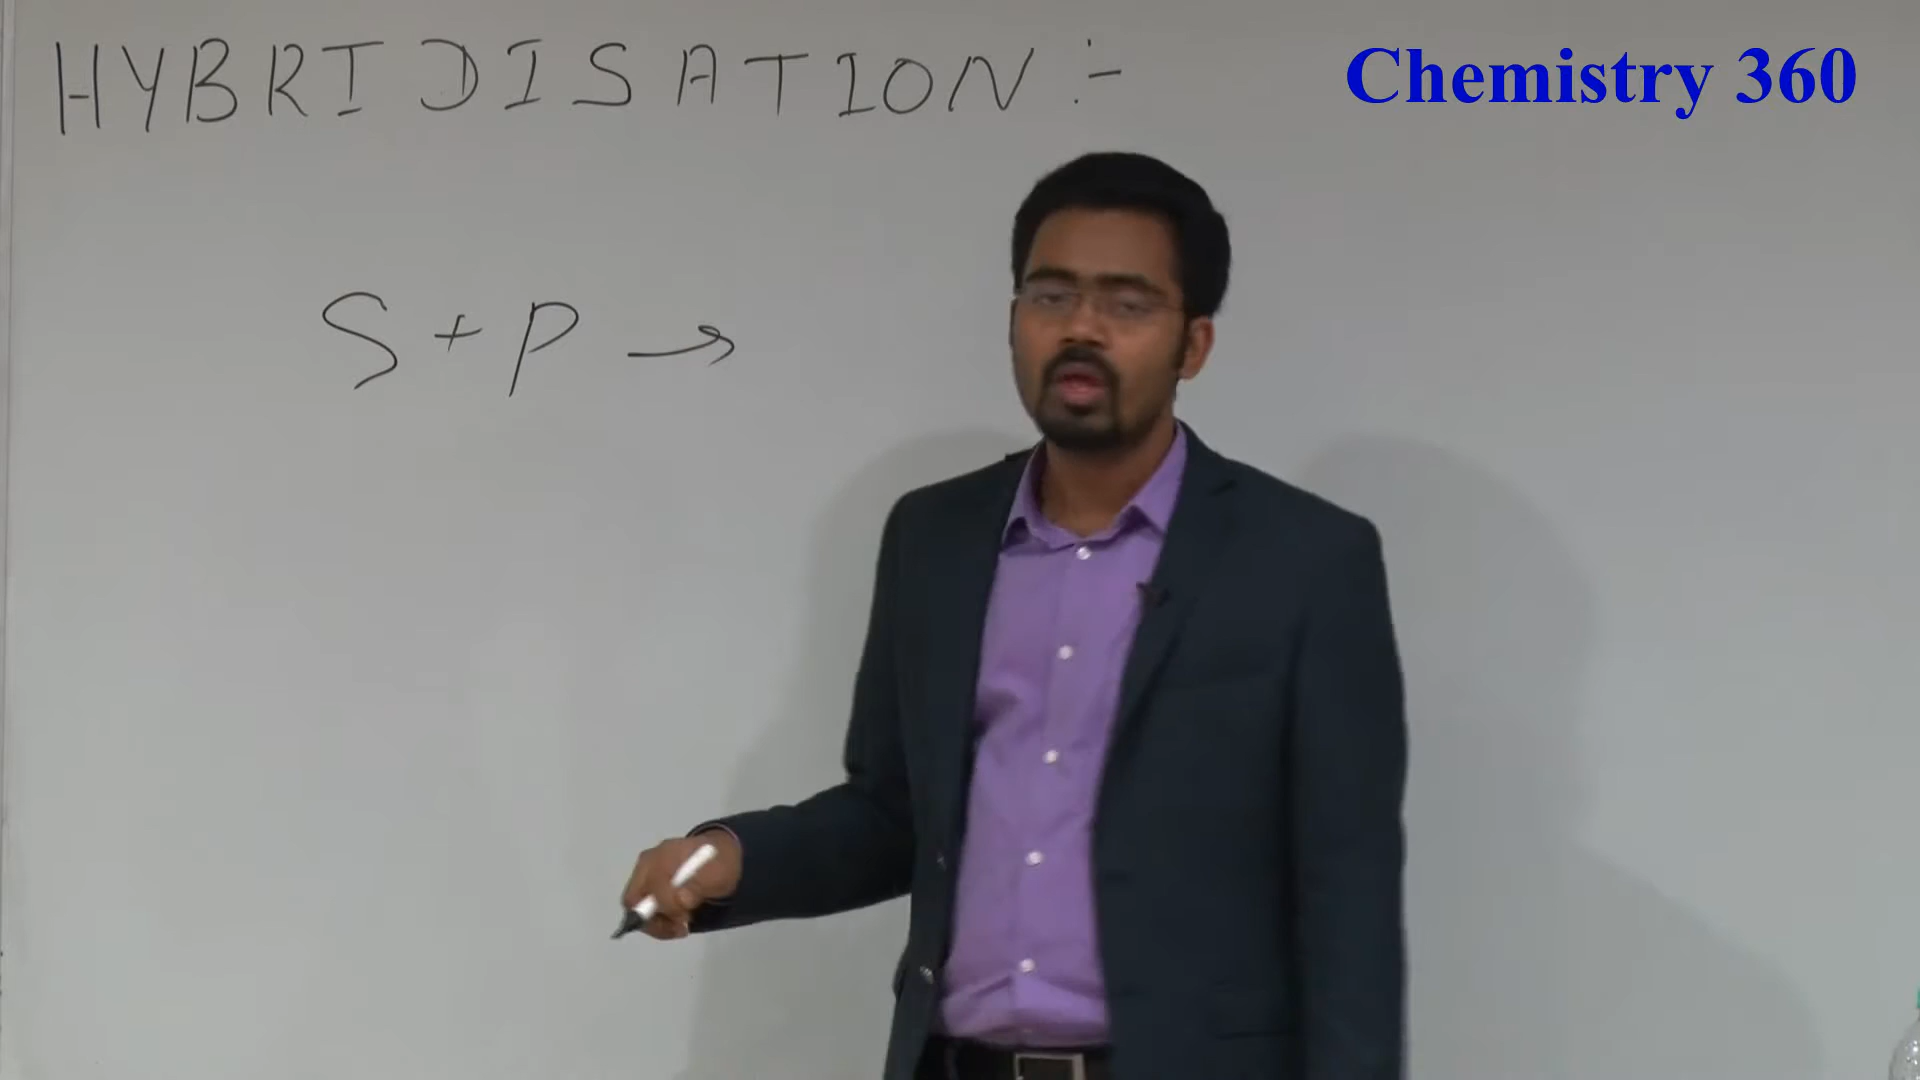 HYBRIDISATION :-
Chemistry 360
S + P →